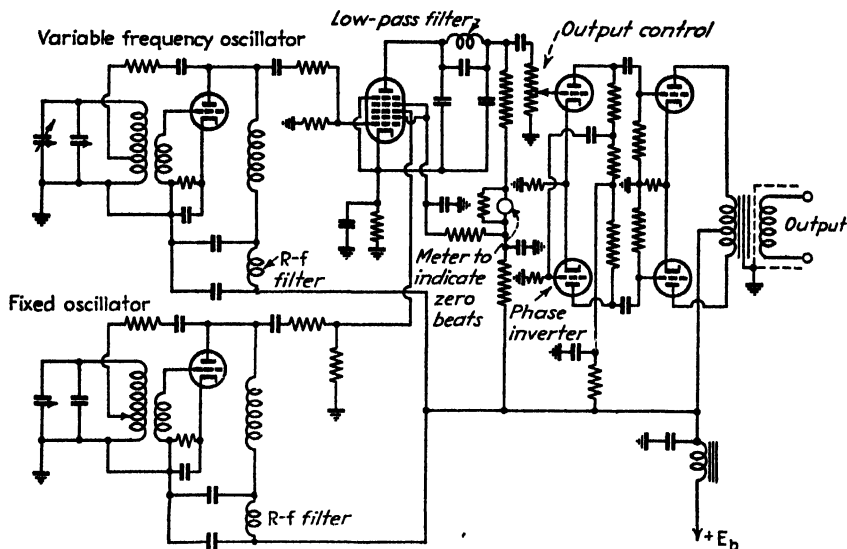 Low-pass filter
Variable frequency oscillator
Output control
R-f
filter
Meter to
indicate
zero
beats
Phase
inverter
Output
Fixed oscillator
R-f filter
+E_b